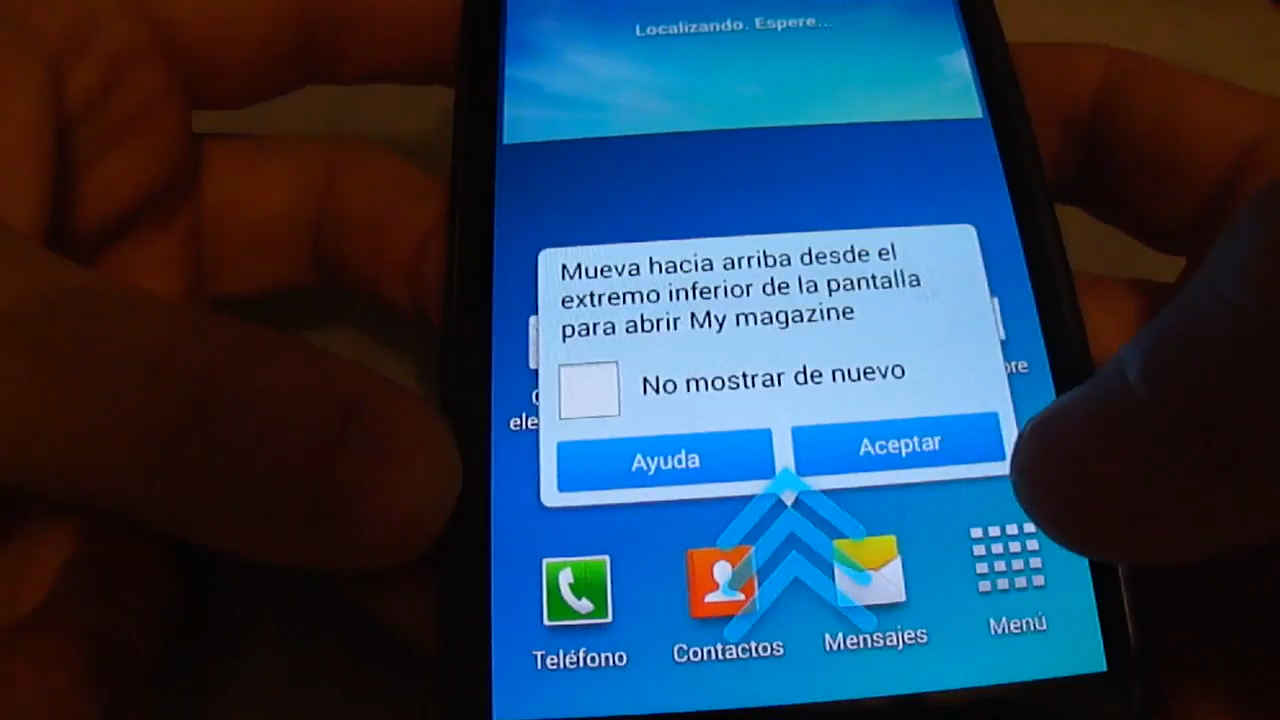 Localizando. Espere...
Mueva hacia arriba desde el
extremo inferior de la pantalla
para abrir My magazine
No mostrar de nuevo
Ayuda
Aceptar
Teléfono
Contactos
Mensajes
Menú